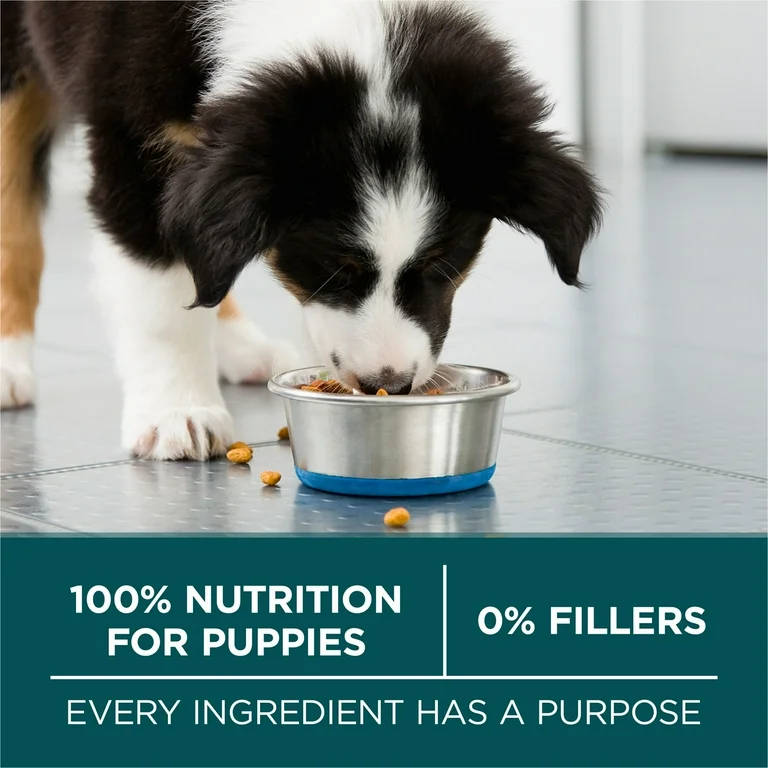 100% NUTRITION
FOR PUPPIES
0% FILLERS
EVERY INGREDIENT HAS A PURPOSE